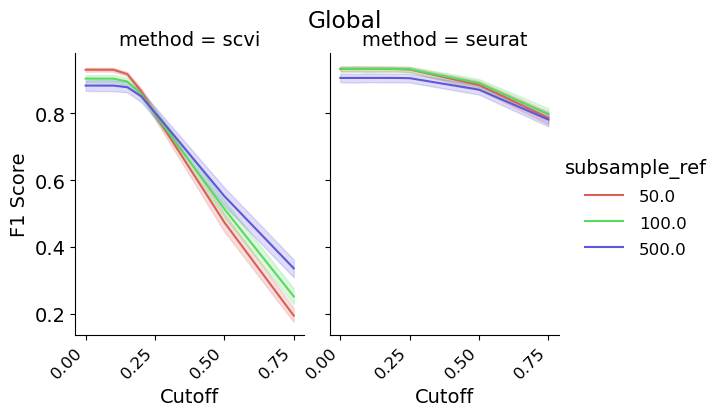 Global
method = scvi
method = seurat
F1 Score
0.8
0.6
0.4
0.2
0.00
0.25
0.50
0.75
0.00
0.25
0.50
0.75
Cutoff
Cutoff
subsample_ref
50.0
100.0
500.0